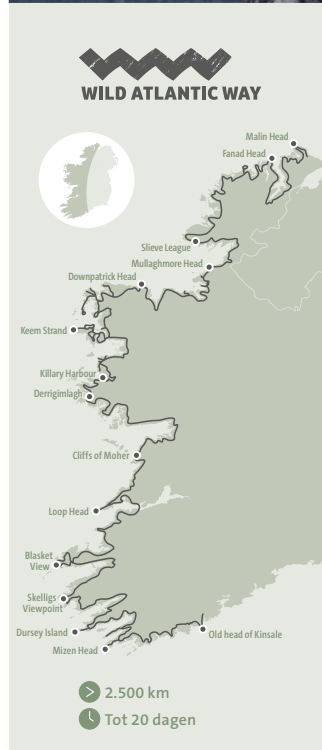 WILD ATLANTIC WAY
Malin Head
Fanad Head
Slieve League
Mullaghmore Head
Downpatrick Head
Keem Strand
Killary Harbour
Derrigimlagh
Cliffs of Moher
Loop Head
Blasket
View
Skelligs
Viewpoint
Dursey Island
Old head of Kinsale
Mizen Head
2.500 km
Tot 20 dagen